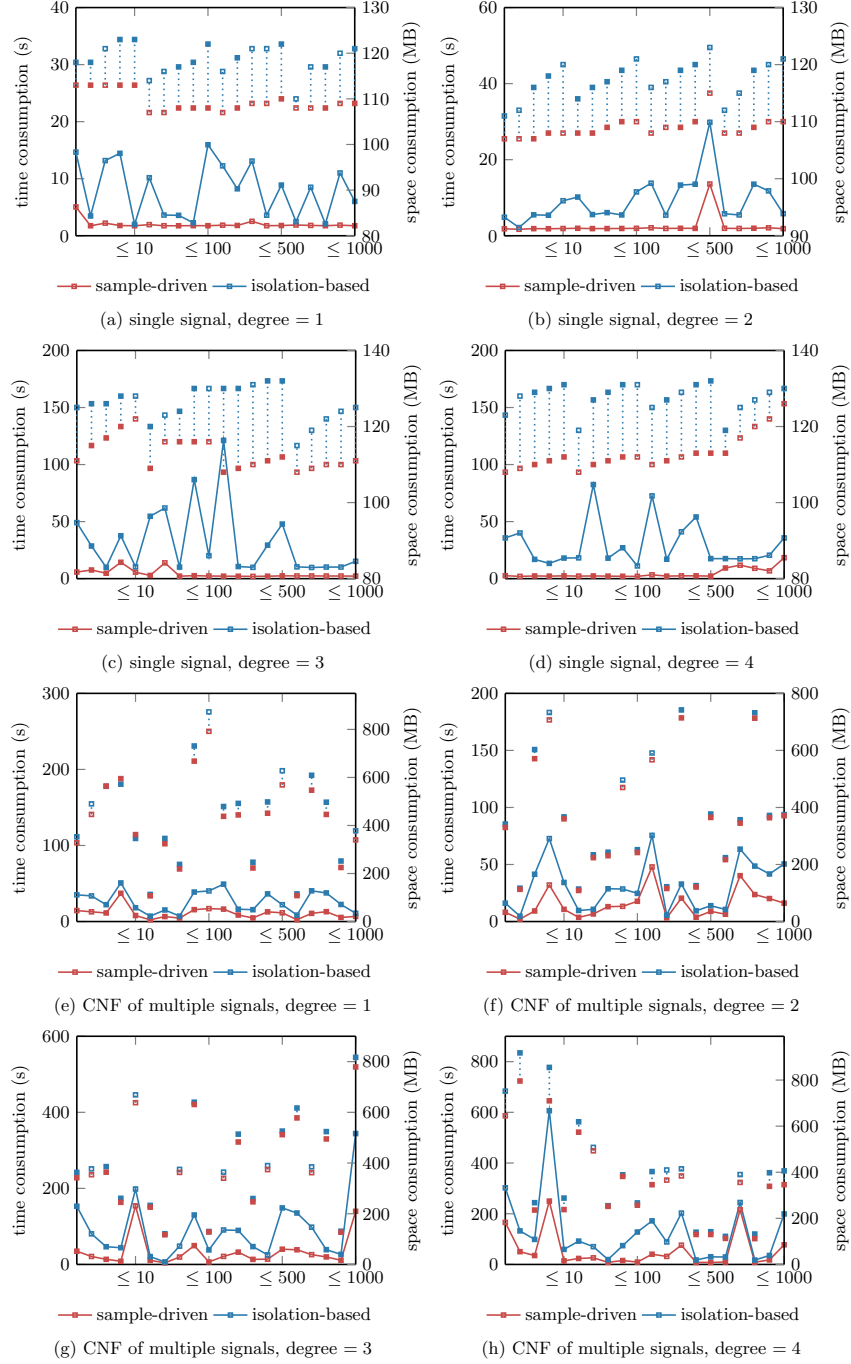 time consumption (s)
0
10
20
30
40
≤ 10
≤ 100
≤ 500
≤ 1000
80
90
100
110
120
130
space consumption (MB)
sample-driven
isolation-based
(a) single signal, degree = 1
time consumption (s)
0
20
40
60
≤ 10
≤ 100
≤ 500
≤ 1000
90
100
110
120
130
space consumption (MB)
sample-driven
isolation-based
(b) single signal, degree = 2
time consumption (s)
0
50
100
150
200
≤ 10
≤ 100
≤ 500
≤ 1000
80
100
120
140
space consumption (MB)
sample-driven
isolation-based
(c) single signal, degree = 3
time consumption (s)
0
50
100
150
200
≤ 10
≤ 100
≤ 500
≤ 1000
80
100
120
140
space consumption (MB)
sample-driven
isolation-based
(d) single signal, degree = 4
time consumption (s)
0
100
200
300
≤ 10
≤ 100
≤ 500
≤ 1000
0
200
400
600
800
space consumption (MB)
sample-driven
isolation-based
(e) CNF of multiple signals, degree = 1
time consumption (s)
0
50
100
150
200
≤ 10
≤ 100
≤ 500
≤ 1000
0
200
400
600
800
space consumption (MB)
sample-driven
isolation-based
(f) CNF of multiple signals, degree = 2
time consumption (s)
0
200
400
600
≤ 10
≤ 100
≤ 500
≤ 1000
0
200
400
600
800
space consumption (MB)
sample-driven
isolation-based
(g) CNF of multiple signals, degree = 3
time consumption (s)
0
200
400
600
800
≤ 10
≤ 100
≤ 500
≤ 1000
0
200
400
600
800
space consumption (MB)
sample-driven
isolation-based
(h) CNF of multiple signals, degree = 4